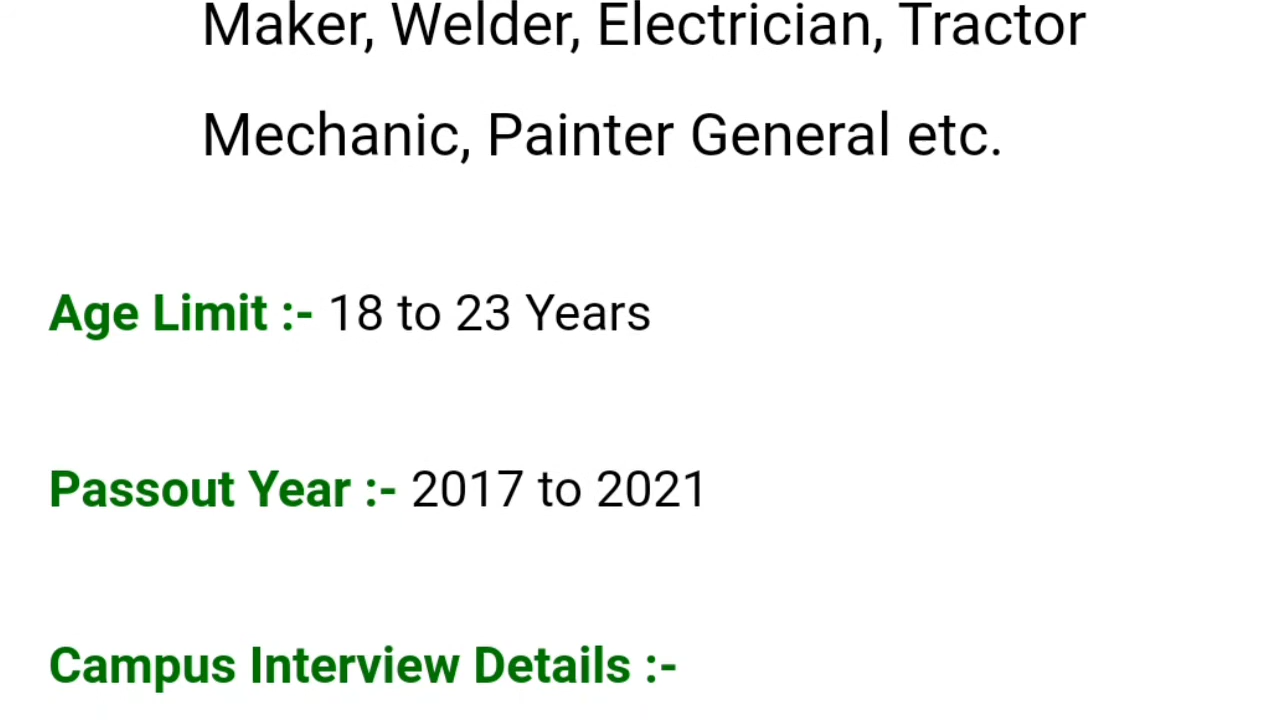 Maker, Welder, Electrician, Tractor
Mechanic, Painter General etc.
Age Limit :- 18 to 23 Years
Passout Year :- 2017 to 2021
Campus Interview Details :-